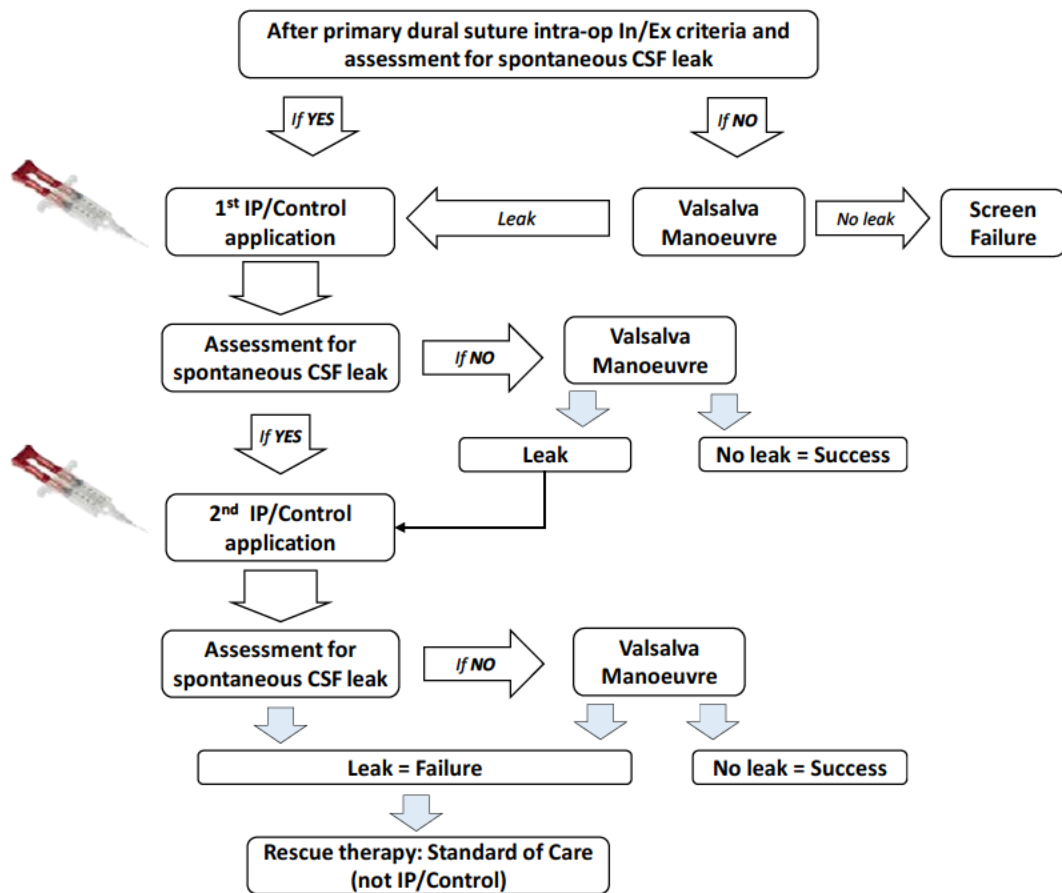 After primary dural suture intra-op In/Ex criteria and
assessment for spontaneous CSF leak
If YES
If NO
1st IP/Control
application
Leak
Valsalva
Manoeuvre
No leak
Screen
Failure
Assessment for
spontaneous CSF leak
If NO
Valsalva
Manoeuvre
If YES
Leak
No leak = Success
2nd IP/Control
application
Assessment for
spontaneous CSF leak
If NO
Valsalva
Manoeuvre
Leak = Failure
No leak = Success
Rescue therapy: Standard of Care
(not IP/Control)